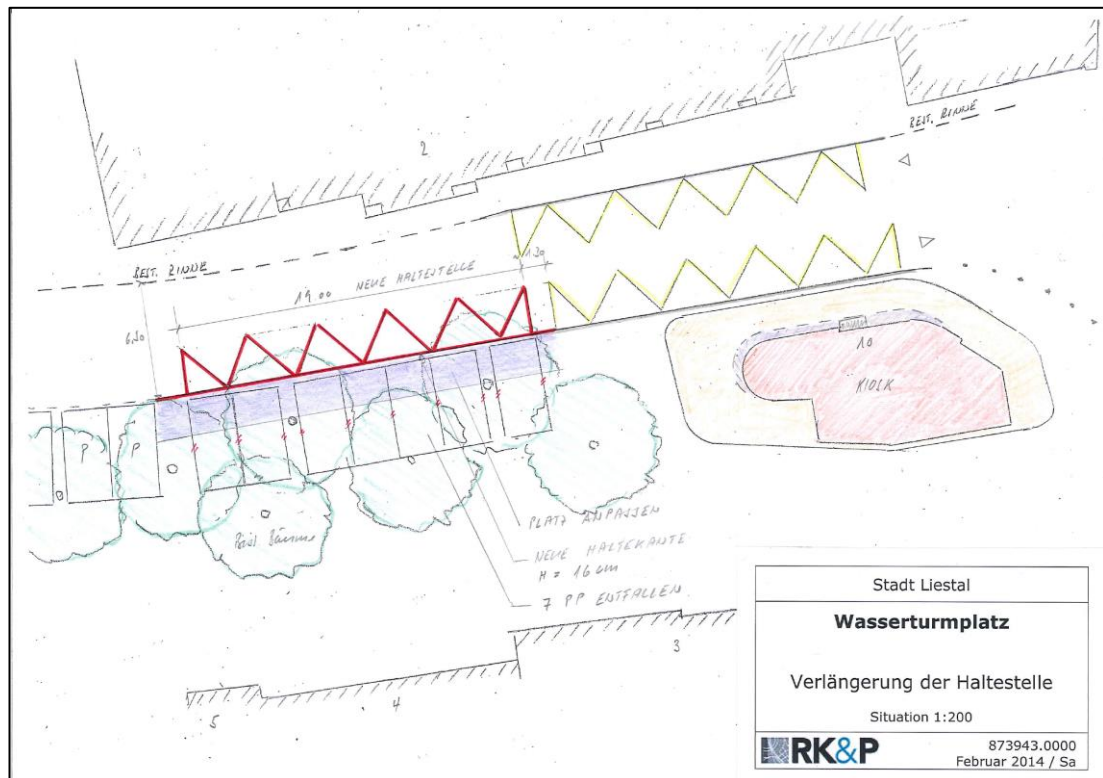 2
BEST. RINNE
BEST. RINNE
1.30
19.00 NEUE HALTESTELLE
6.30
10
KIOSK
P P
Best. Bäume
PLATZ ANPASSEN
NEUE HALTEKANTE
H = 16 cm
7 PP ENTFALLEN
3
4
5
Stadt Liestal
Wasserturmplatz
Verlängerung der Haltestelle
Situation 1:200
RK&P
873943.0000
Februar 2014 / Sa